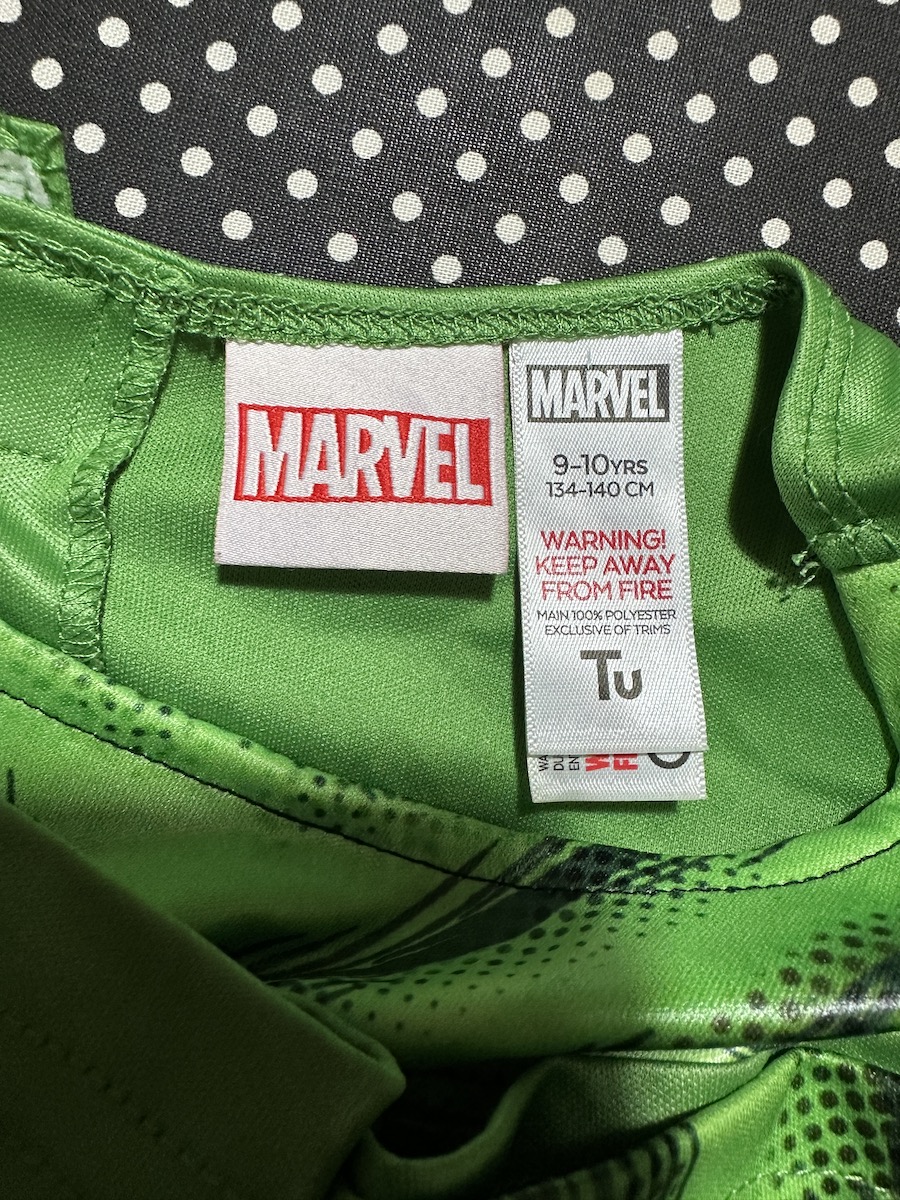 MARVEL
MARVEL
9-10YRS
134-140 CM
WARNING!
KEEP AWAY
FROM FIRE
MAIN 100% POLYESTER
EXCLUSIVE OF TRIMS
Tu